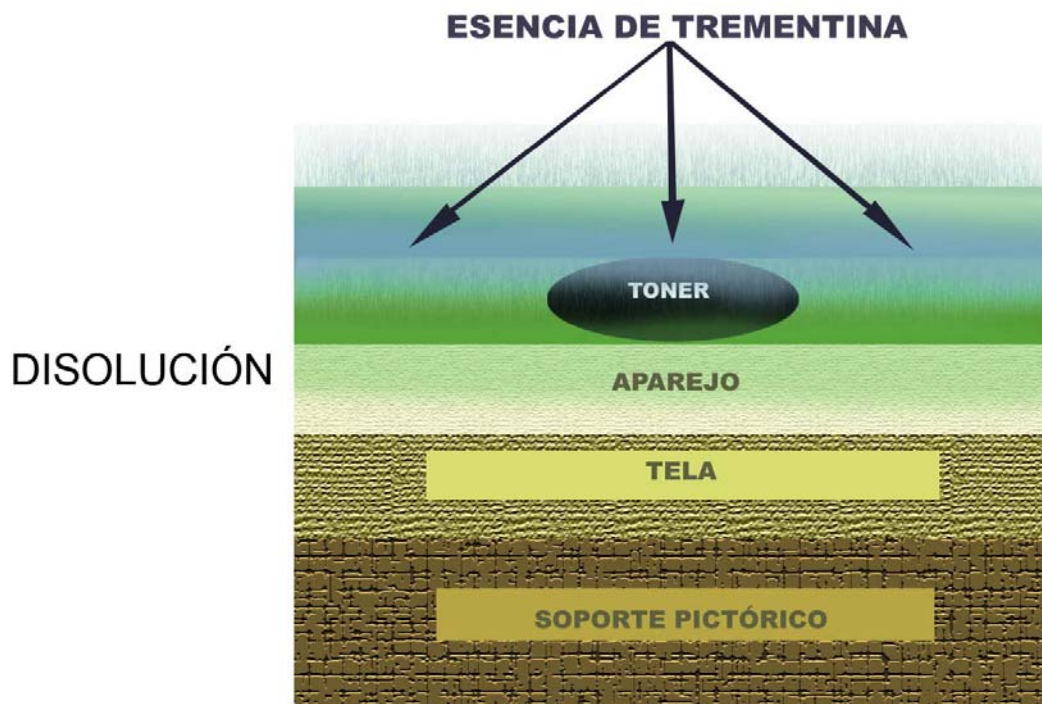 ESENCIA DE TREMENTINA
TONER
DISOLUCIÓN
APAREJO
TELA
SOPORTE PICTÓRICO